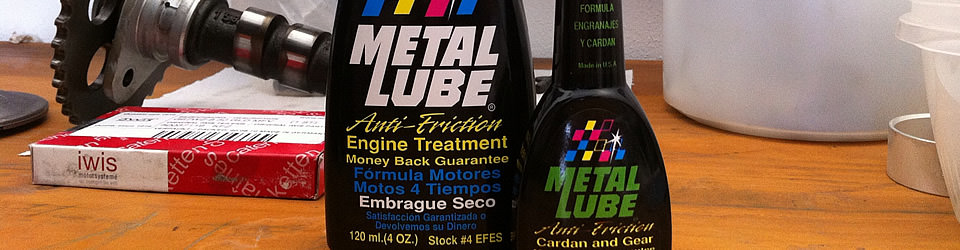 METAL
LUBE®
Anti-Friction
Engine Treatment
Money Back Guarantee
Fórmula Motores
Motos 4 Tiempos
Embrague Seco
Satisfacción Garantizada o
Devolvemos su Dinero
120 ml.(4 OZ.) Stock #4 EFES
FORMULA
ENGRANAJES
Y CARDAN
Made in U.S.A
METAL
LUBE
Anti-Friction
Cardan and Gear
iwis
motorsysteme
ketten